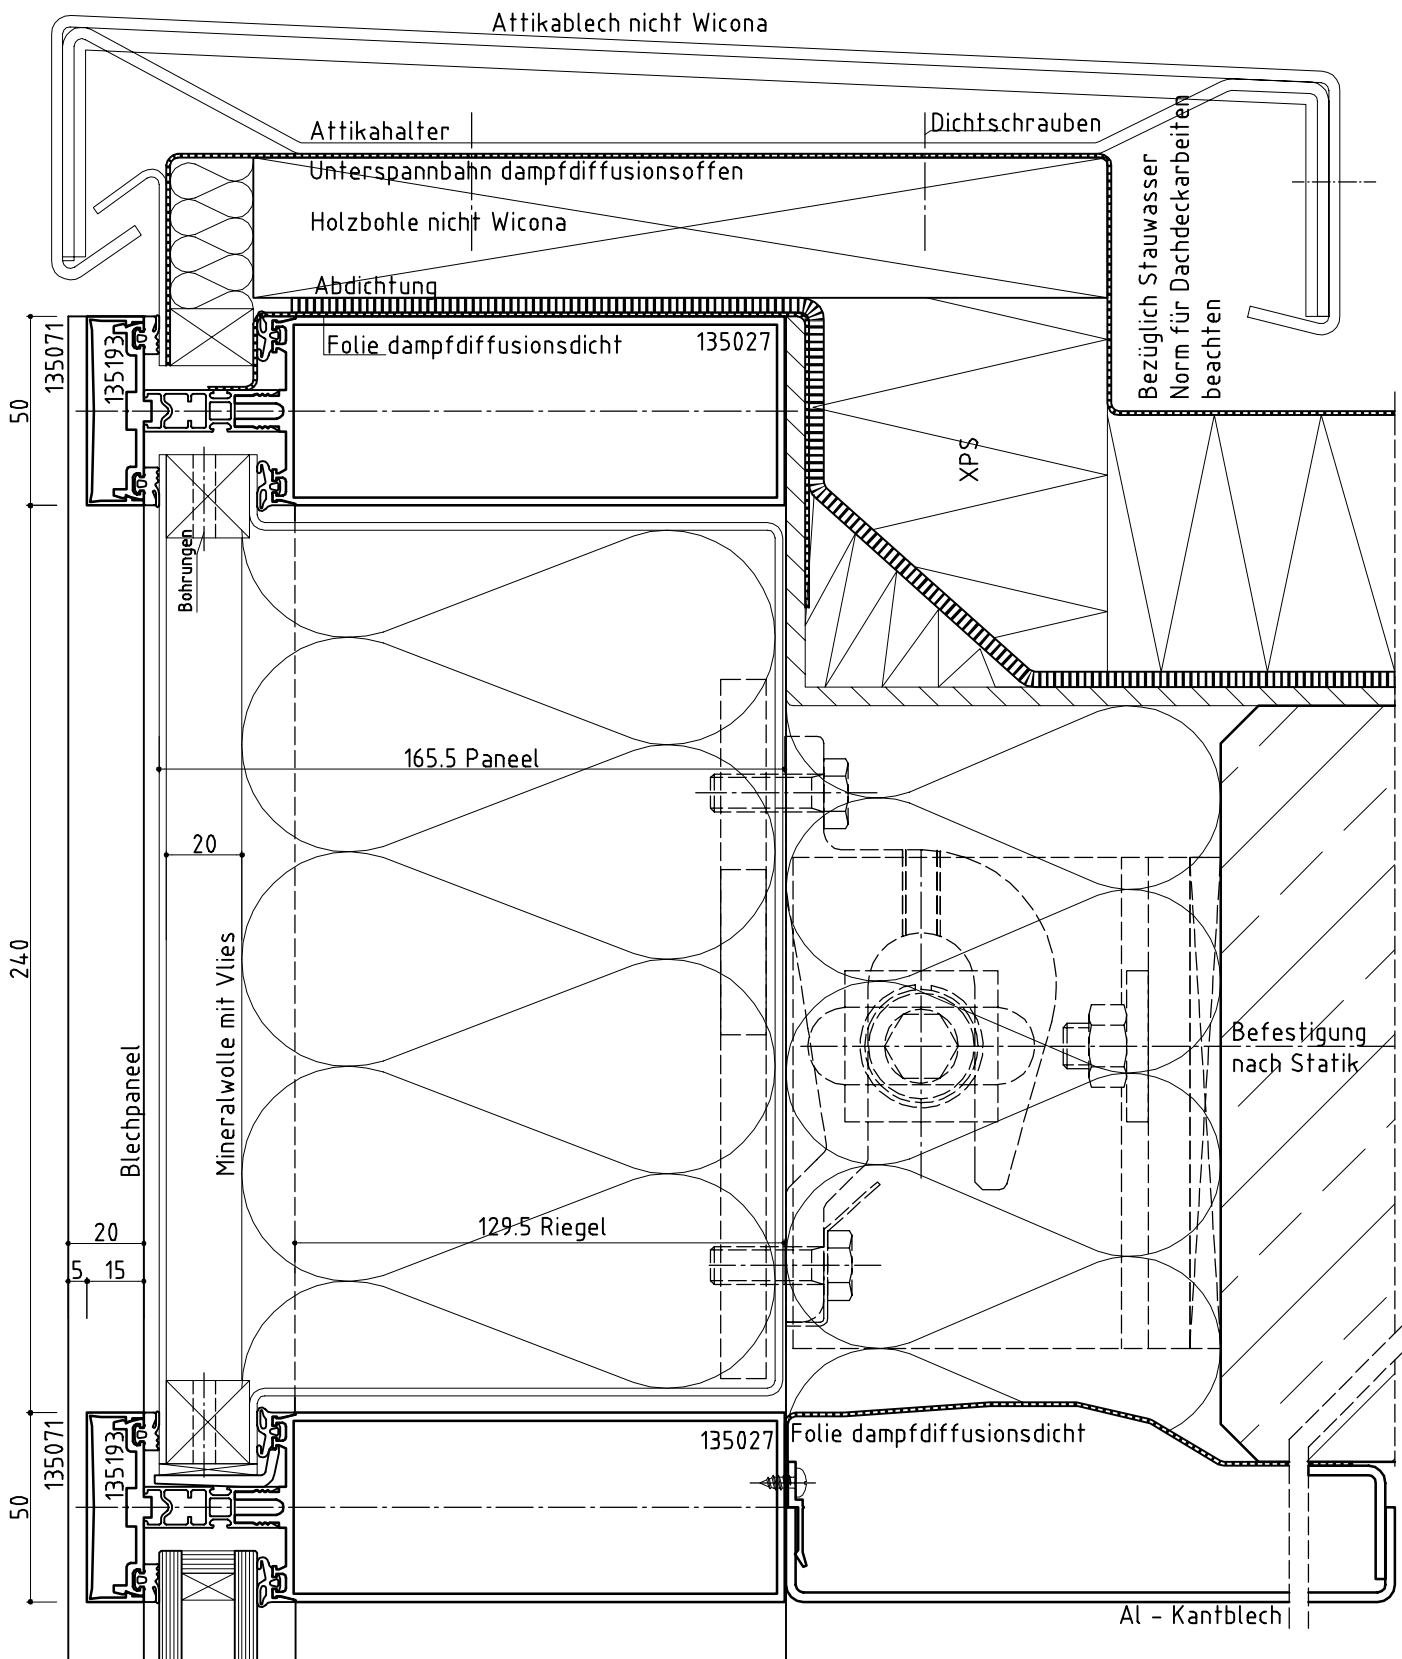 Attikablech nicht Wicona
Attikahalter
Dichtschrauben
Unterspannbahn dampfdiffusionsoffen
Holzbohle nicht Wicona
Bezüglich Stauwasser
Norm für Dachdeckarbeiten
beachten
Abdichtung
Folie dampfdiffusionsdicht
135027
135071
135193
50
XPS
Bohrungen
165.5 Paneel
20
240
Mineralwolle mit Vlies
Blechpaneel
Befestigung
nach Statik
20
5
15
129.5 Riegel
135071
135193
50
135027
Folie dampfdiffusionsdicht
Al - Kantblech